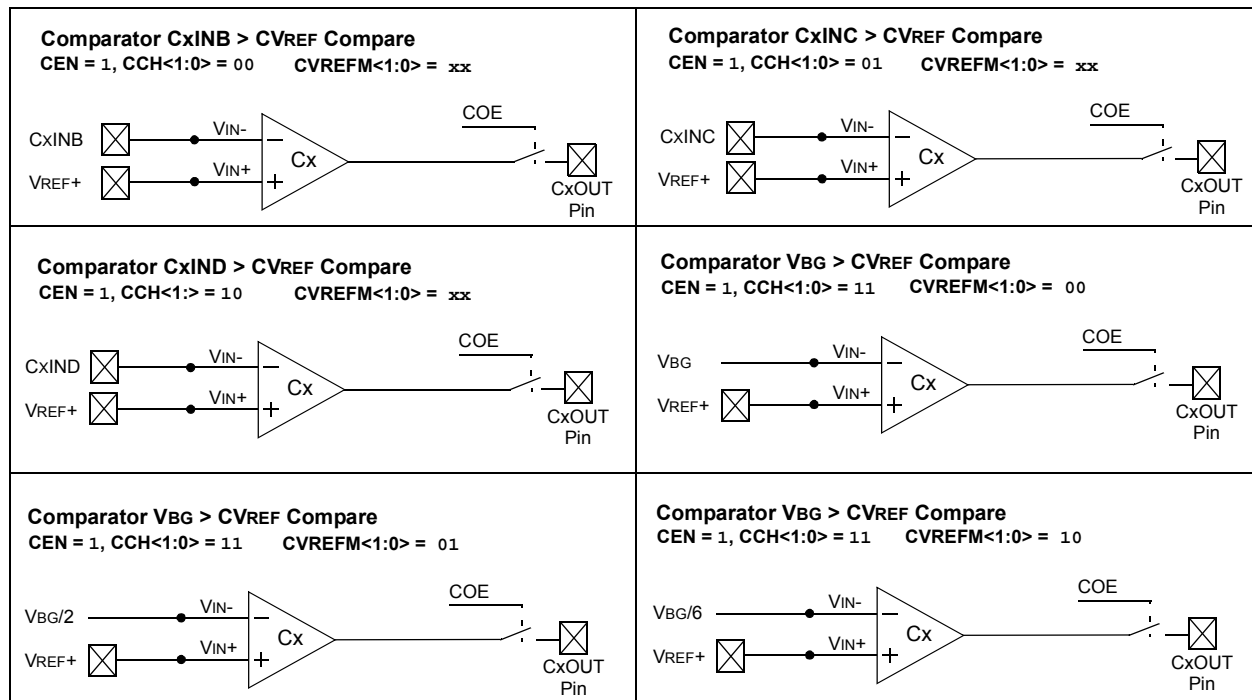 Comparator CxINB > CVREF Compare
CEN = 1, CCH<1:0> = 00 CVREFM<1:0> = xx
COE
CxINB
VIN-
VREF+
VIN+
Cx
CxOUT
Pin
Comparator CxINC > CVREF Compare
CEN = 1, CCH<1:0> = 01 CVREFM<1:0> = xx
COE
CxINC
VIN-
VREF+
VIN+
Cx
CxOUT
Pin
Comparator CxIND > CVREF Compare
CEN = 1, CCH<1:> = 10 CVREFM<1:0> = xx
COE
CxIND
VIN-
VREF+
VIN+
Cx
CxOUT
Pin
Comparator VBG > CVREF Compare
CEN = 1, CCH<1:0> = 11 CVREFM<1:0> = 00
COE
VBG
VIN-
VREF+
VIN+
Cx
CxOUT
Pin
Comparator VBG > CVREF Compare
CEN = 1, CCH<1:0> = 11 CVREFM<1:0> = 01
COE
VBG/2
VIN-
VREF+
VIN+
Cx
CxOUT
Pin
Comparator VBG > CVREF Compare
CEN = 1, CCH<1:0> = 11 CVREFM<1:0> = 10
COE
VBG/6
VIN-
VREF+
VIN+
Cx
CxOUT
Pin